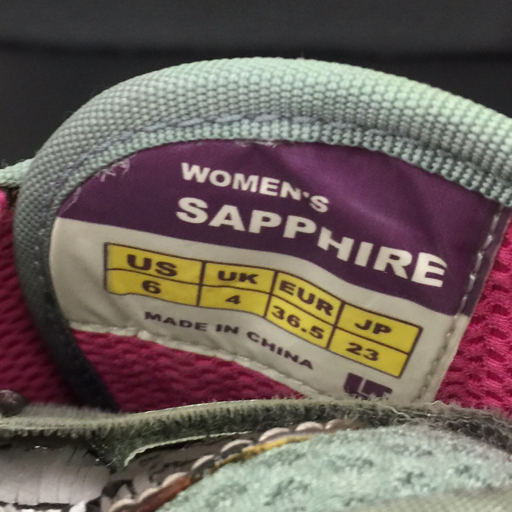 WOMEN'S
SAPPHIRE
US UK EUR JP
6 4 36.5 23
MADE IN CHINA